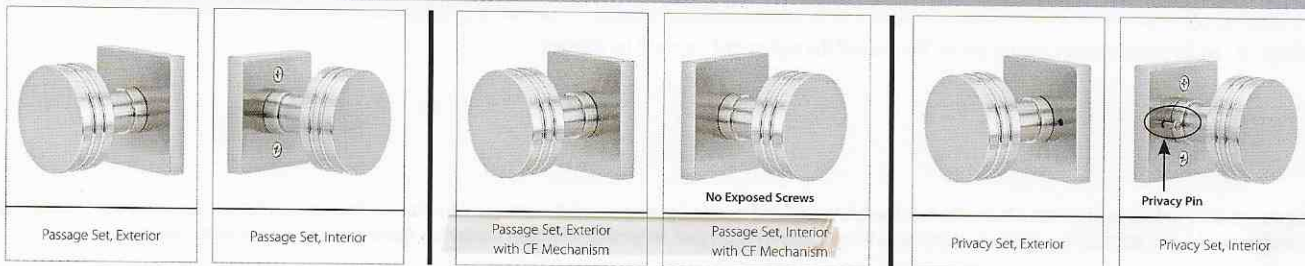 No Exposed Screws
Privacy Pin
Passage Set, Exterior
Passage Set, Interior
Passage Set, Exterior
with CF Mechanism
Passage Set, Interior
with CF Mechanism
Privacy Set, Exterior
Privacy Set, Interior